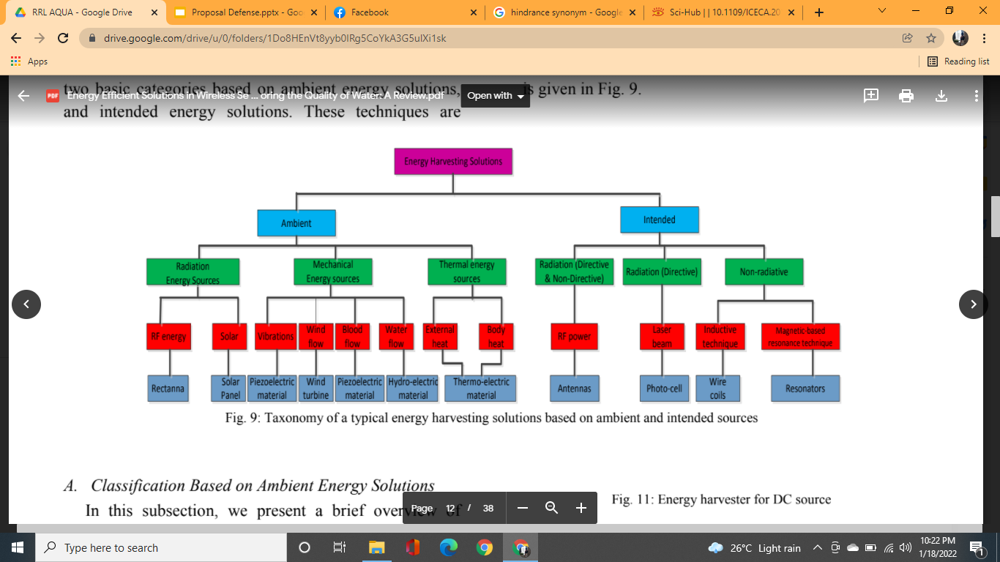 RRL AQUA - Google Drive
Proposal Defense.pptx - Goo
Facebook
hindrance synonym - Google
Sci-Hub | | 10.1109/ICECA.20
drive.google.com/drive/u/0/folders/1Do8HEnVt8yyb0lRg5CoYkA3G5ulXi1sk
Apps
Reading list
two basic categories based on ambient energy solutions,
is given in Fig. 9.
PDF
Energy Efficient Solutions in Wireless Se ... oring the Quality of Water: A Review.pdf
Open with
and intended energy solutions. These techniques are
Energy Harvesting Solutions
Ambient
Intended
Radiation
Energy Sources
Mechanical
Energy sources
Thermal energy
sources
Radiation (Directive
& Non-Directive)
Radiation (Directive)
Non-radiative
RF energy
Solar
Vibrations
Wind
flow
Blood
flow
Water
flow
External
heat
Body
heat
RF power
Laser
beam
Inductive
technique
Magnetic-based
resonance technique
Rectanna
Solar
Panel
Piezoelectric
material
Wind
turbine
Piezoelectric
material
Hydro-electric
material
Thermo-electric
material
Antennas
Photo-cell
Wire
coils
Resonators
Fig. 9: Taxonomy of a typical energy harvesting solutions based on ambient and intended sources
A. Classification Based on Ambient Energy Solutions
In this subsection, we present a brief overview of
Page 12 / 38
Fig. 11: Energy harvester for DC source
Type here to search
26°C Light rain
10:22 PM
1/18/2022
1